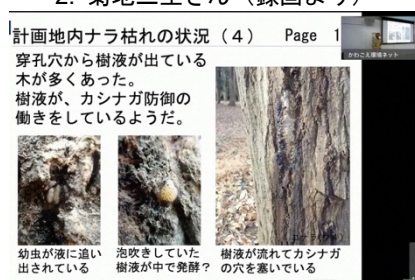 2. 菊地三生さん（録画より）
計画地内ナラ枯れの状況（４） Page 1
かわごえ環境ネット
穿孔穴から樹液が出ている
木が多くあった。
樹液が、カシナガ防御の
働きをしているようだ。
幼虫が液に追い
出されている
泡吹きしていた
樹液が中で発酵？
樹液が流れてカシナガ
の穴を塞いでいる